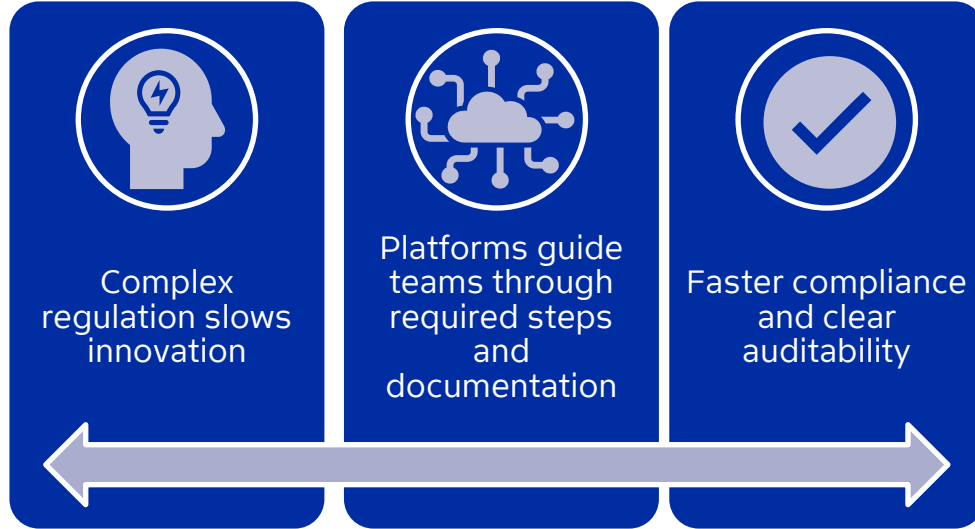 Complex
regulation slows
innovation
Platforms guide
teams through
required steps
and
documentation
Faster compliance
and clear
auditability